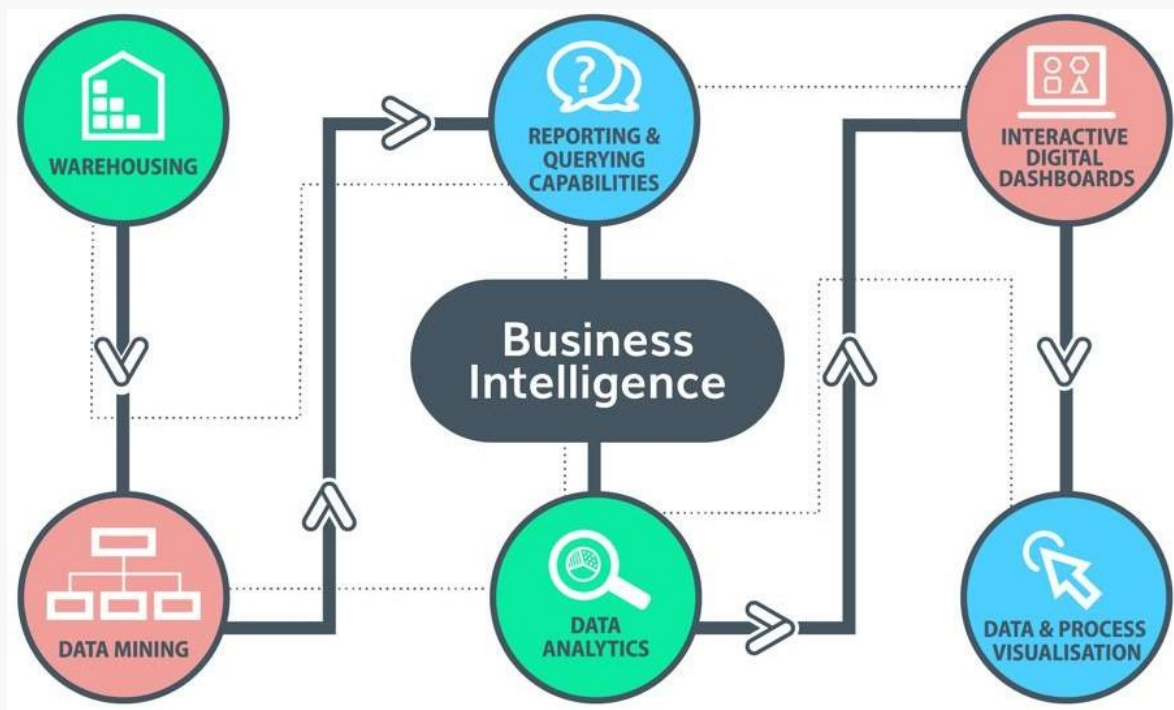 WAREHOUSING
?
REPORTING &
QUERYING
CAPABILITIES
INTERACTIVE
DIGITAL
DASHBOARDS
Business
Intelligence
DATA MINING
DATA
ANALYTICS
DATA & PROCESS
VISUALISATION